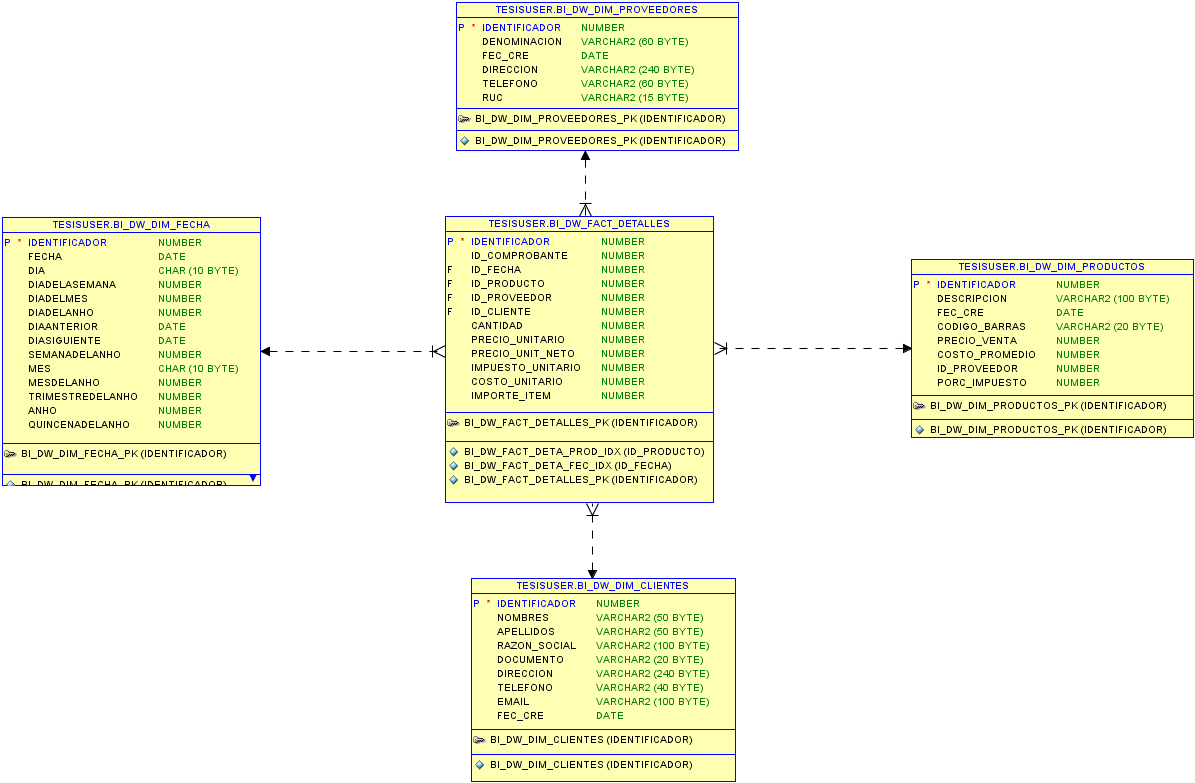 TESISUSER.BI_DW_DIM_PROVEEDORES
P * IDENTIFICADOR NUMBER
DENOMINACION VARCHAR2 (60 BYTE)
FEC_CRE DATE
DIRECCION VARCHAR2 (240 BYTE)
TELEFONO VARCHAR2 (60 BYTE)
RUC VARCHAR2 (15 BYTE)
BI_DW_DIM_PROVEEDORES_PK (IDENTIFICADOR)
BI_DW_DIM_PROVEEDORES_PK (IDENTIFICADOR)
TESISUSER.BI_DW_DIM_FECHA
P * IDENTIFICADOR NUMBER
FECHA DATE
DIA CHAR (10 BYTE)
DIADELASEMANA NUMBER
DIADELMES NUMBER
DIADELANHO NUMBER
DIAANTERIOR DATE
DIASIGUIENTE DATE
SEMANADELANHO NUMBER
MES CHAR (10 BYTE)
MESDELANHO NUMBER
TRIMESTREDELANHO NUMBER
ANHO NUMBER
QUINCENADELANHO NUMBER
BI_DW_DIM_FECHA_PK (IDENTIFICADOR)
BI_DW_DIM_FECHA_PK (IDENTIFICADOR)
TESISUSER.BI_DW_FACT_DETALLES
P * IDENTIFICADOR NUMBER
ID_COMPROBANTE NUMBER
F ID_FECHA NUMBER
F ID_PRODUCTO NUMBER
F ID_PROVEEDOR NUMBER
F ID_CLIENTE NUMBER
CANTIDAD NUMBER
PRECIO_UNITARIO NUMBER
PRECIO_UNIT_NETO NUMBER
IMPUESTO_UNITARIO NUMBER
COSTO_UNITARIO NUMBER
IMPORTE_ITEM NUMBER
BI_DW_FACT_DETALLES_PK (IDENTIFICADOR)
BI_DW_FACT_DETA_PROD_IDX (ID_PRODUCTO)
BI_DW_FACT_DETA_FEC_IDX (ID_FECHA)
BI_DW_FACT_DETALLES_PK (IDENTIFICADOR)
TESISUSER.BI_DW_DIM_PRODUCTOS
P * IDENTIFICADOR NUMBER
DESCRIPCION VARCHAR2 (100 BYTE)
FEC_CRE DATE
CODIGO_BARRAS VARCHAR2 (20 BYTE)
PRECIO_VENTA NUMBER
COSTO_PROMEDIO NUMBER
ID_PROVEEDOR NUMBER
PORC_IMPUESTO NUMBER
BI_DW_DIM_PRODUCTOS_PK (IDENTIFICADOR)
BI_DW_DIM_PRODUCTOS_PK (IDENTIFICADOR)
TESISUSER.BI_DW_DIM_CLIENTES
P * IDENTIFICADOR NUMBER
NOMBRES VARCHAR2 (50 BYTE)
APELLIDOS VARCHAR2 (50 BYTE)
RAZON_SOCIAL VARCHAR2 (100 BYTE)
DOCUMENTO VARCHAR2 (20 BYTE)
DIRECCION VARCHAR2 (240 BYTE)
TELEFONO VARCHAR2 (40 BYTE)
EMAIL VARCHAR2 (100 BYTE)
FEC_CRE DATE
BI_DW_DIM_CLIENTES (IDENTIFICADOR)
BI_DW_DIM_CLIENTES (IDENTIFICADOR)